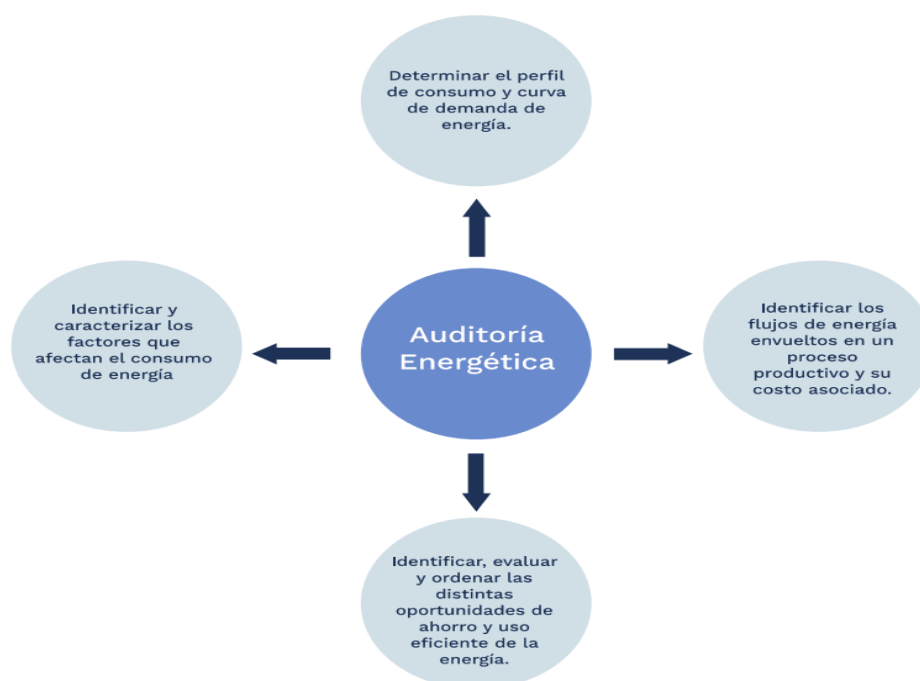 Determinar el perfil
de consumo y curva
de demanda de
energía.
Identificar y
caracterizar los
factores que
afectan el consumo
de energía
Auditoría
Energética
Identificar los
flujos de energía
envueltos en un
proceso
productivo y su
costo asociado.
Identificar, evaluar
y ordenar las
distintas
oportunidades de
ahorro y uso
eficiente de la
energía.